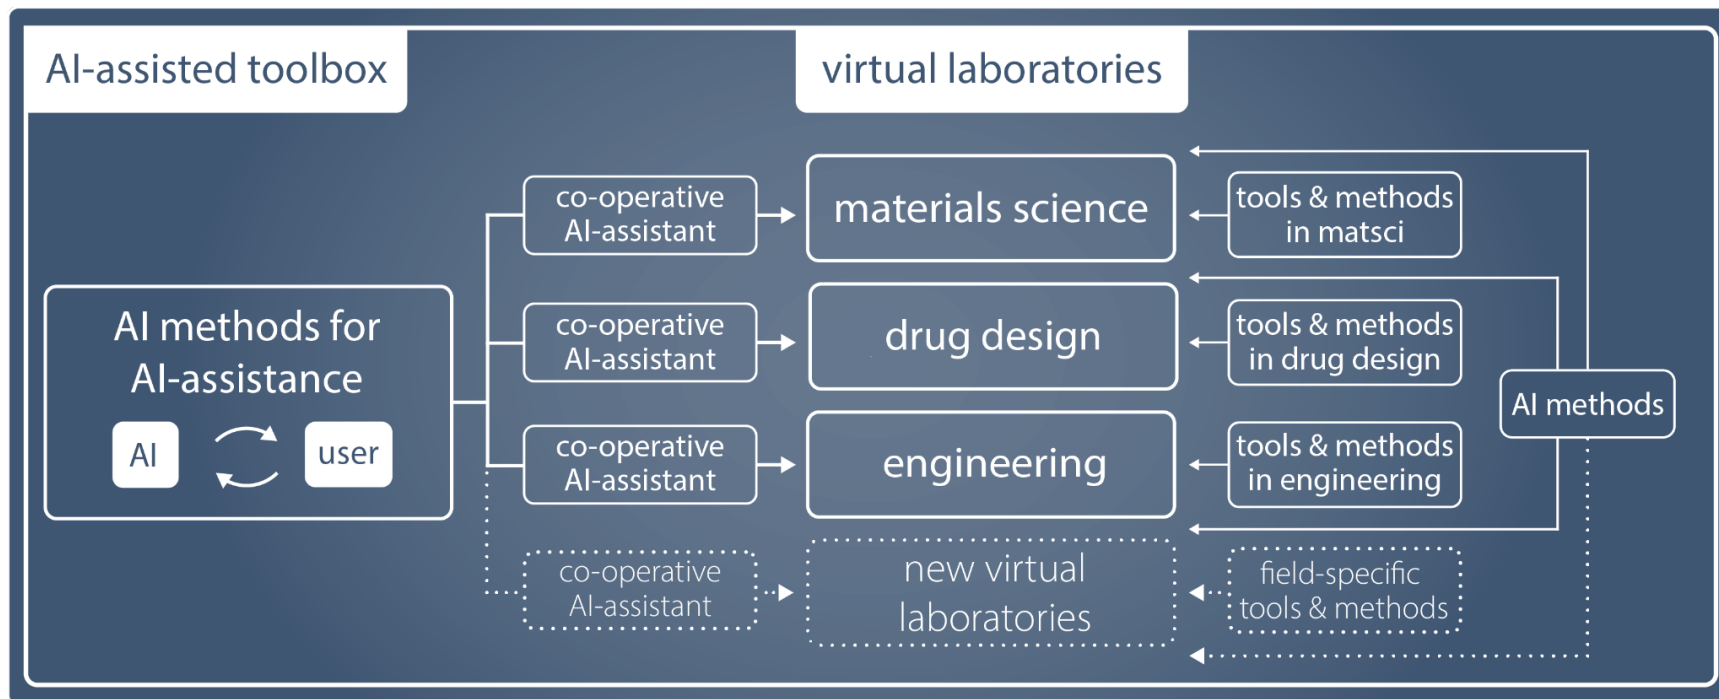 AI-assisted toolbox
virtual laboratories
AI methods for
AI-assistance
AI
user
co-operative
AI-assistant
materials science
tools & methods
in matsci
co-operative
AI-assistant
drug design
tools & methods
in drug design
co-operative
AI-assistant
engineering
tools & methods
in engineering
AI methods
co-operative
AI-assistant
new virtual
laboratories
field-specific
tools & methods